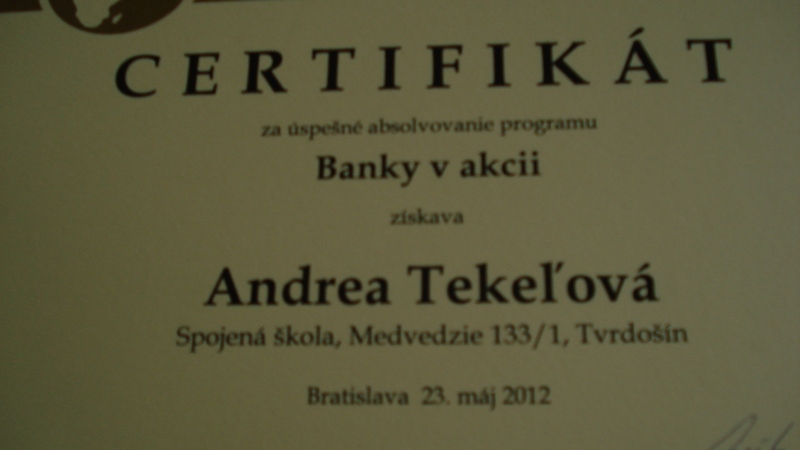 CERTIFIKÁT
za úspešné absolvovanie programu
Banky v akcii
získava
Andrea Tekeľová
Spojená škola, Medvedzie 133/1, Tvrdošín
Bratislava 23. máj 2012